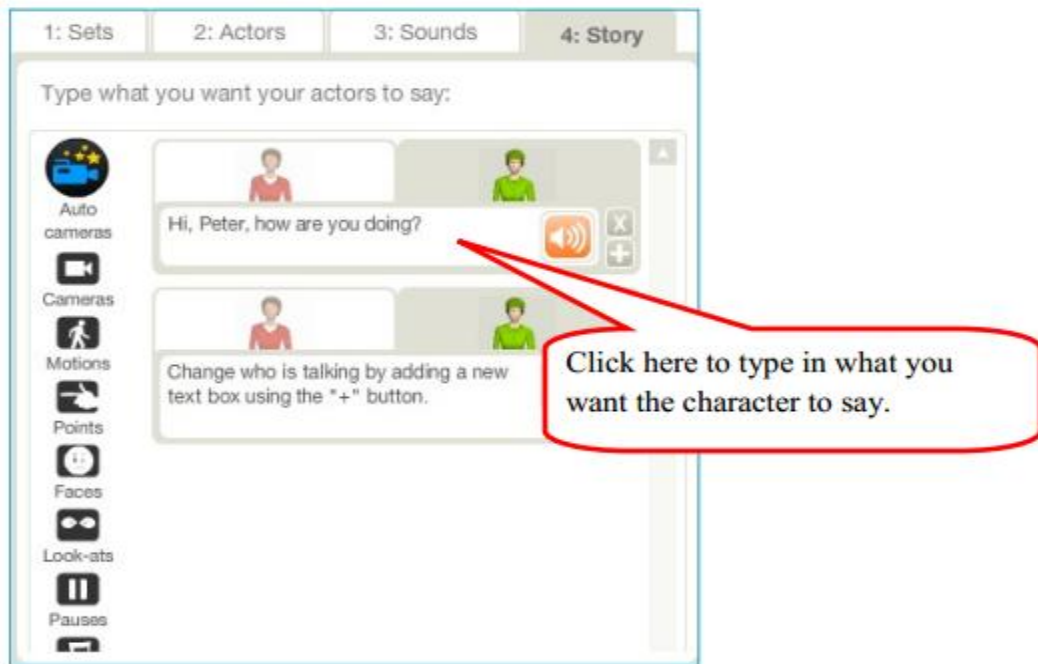 1: Sets
2: Actors
3: Sounds
4: Story
Type what you want your actors to say:
Auto
cameras
Cameras
Motions
Points
Faces
Look-ats
Pauses
Hi, Peter, how are you doing?
X
+
Change who is talking by adding a new
text box using the "+" button.
Click here to type in what you
want the character to say.